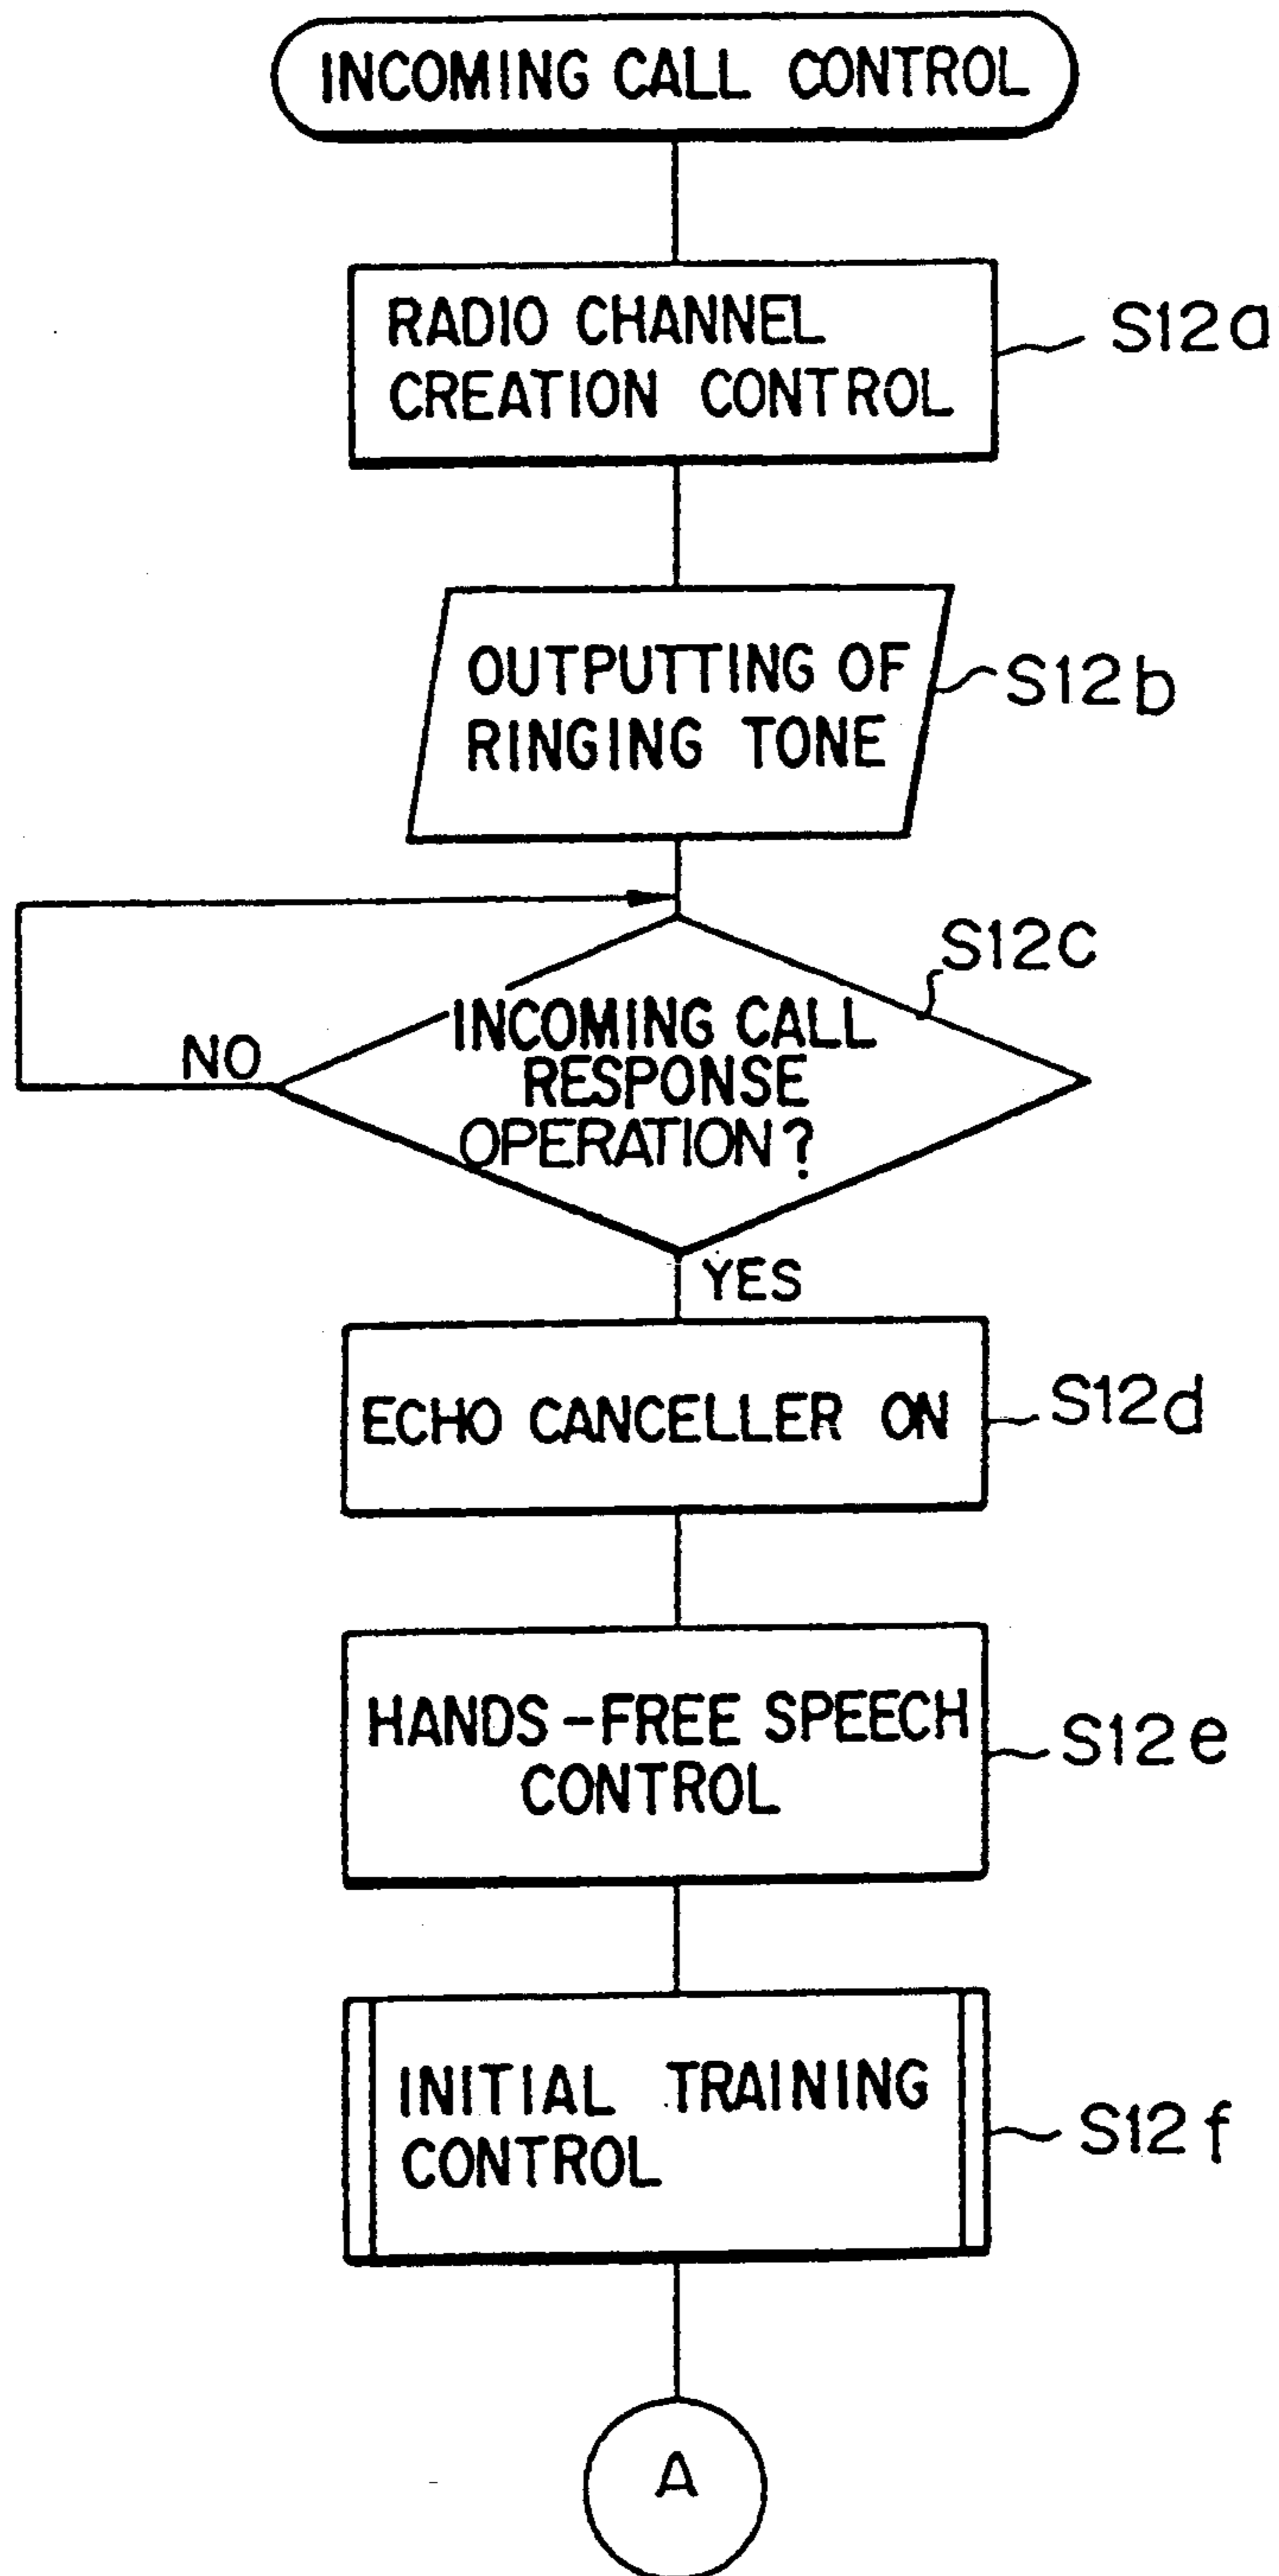 INCOMING CALL CONTROL
RADIO CHANNEL
CREATION CONTROL
S12a
OUTPUTTING OF
RINGING TONE
S12b
S12c
INCOMING CALL
RESPONSE
OPERATION?
NO
YES
ECHO CANCELLER ON
S12d
HANDS-FREE SPEECH
CONTROL
S12e
INITIAL TRAINING
CONTROL
S12f
A